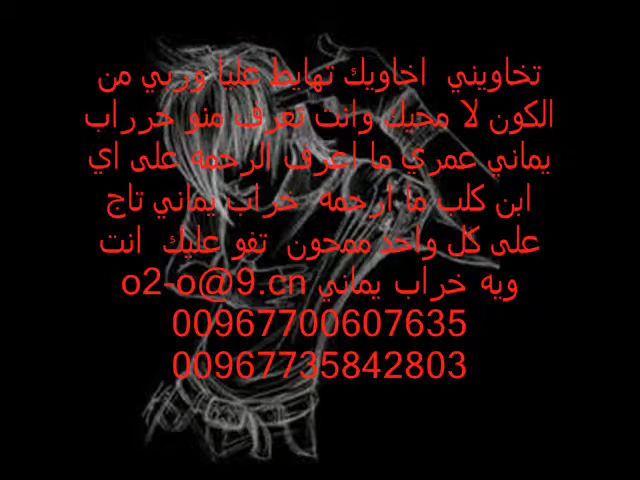 تخاويني اخاويك تهايط عليا وربي من
الكون لا محيك وانت تعرف منو خرراب
يماني عمري ما اعرف الرحمه على اي
ابن كلب ما ارحمه خراب يماني تاج
على كل واحد ممحون تفو عليك انت
ويه خراب يماني o2-o@9.cn
00967700607635
00967735842803